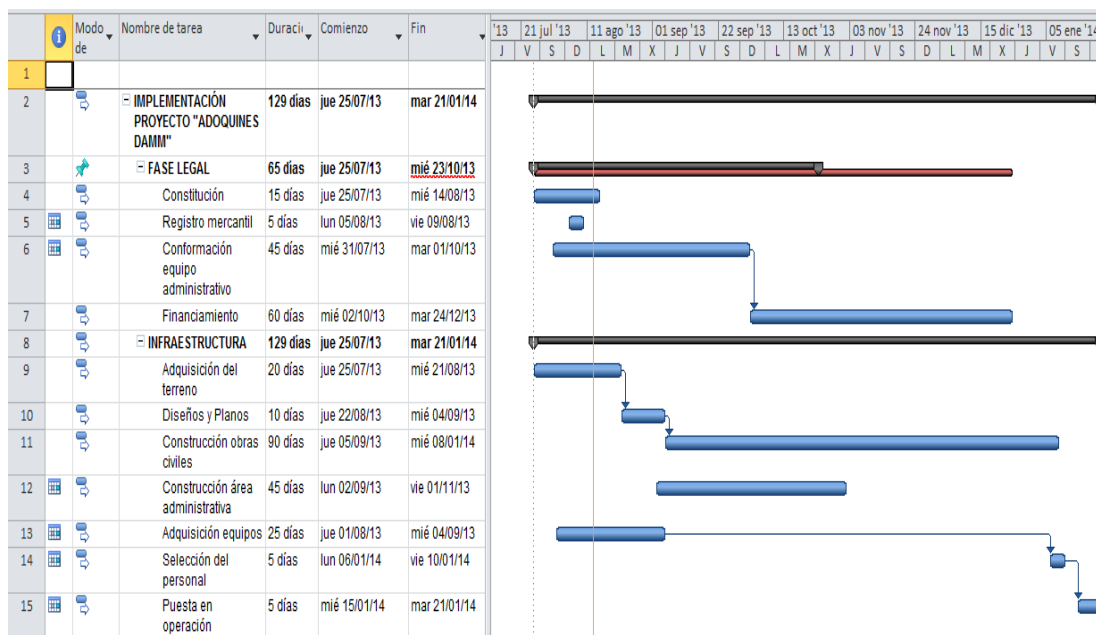 Modo de
Nombre de tarea
Duracić
Comienzo
Fin
'13 21 jul '13 11 ago '13 01 sep '13 22 sep '13 13 oct '13 03 nov '13 24 nov '13 15 dic '13 05 ene '14
J V S D L M X J V S D L M X J V S D L M X J V S
1
2 IMPLEMENTACIÓN 129 días jue 25/07/13 mar 21/01/14
PROYECTO "ADOQUINES
DAMM"
3 FASE LEGAL 65 días jue 25/07/13 mié 23/10/13
4 Constitución 15 días jue 25/07/13 mié 14/08/13
5 Registro mercantil 5 días lun 05/08/13 vie 09/08/13
6 Conformación 45 días mié 31/07/13 mar 01/10/13
equipo
administrativo
7 Financiamiento 60 días mié 02/10/13 mar 24/12/13
8 INFRAESTRUCTURA 129 días jue 25/07/13 mar 21/01/14
9 Adquisición del 20 días jue 25/07/13 mié 21/08/13
terreno
10 Diseños y Planos 10 días jue 22/08/13 mié 04/09/13
11 Construcción obras 90 días jue 05/09/13 mié 08/01/14
civiles
12 Construcción área 45 días lun 02/09/13 vie 01/11/13
administrativa
13 Adquisición equipos 25 días jue 01/08/13 mié 04/09/13
14 Selección del 5 días lun 06/01/14 vie 10/01/14
personal
15 Puesta en 5 días mié 15/01/14 mar 21/01/14
operación